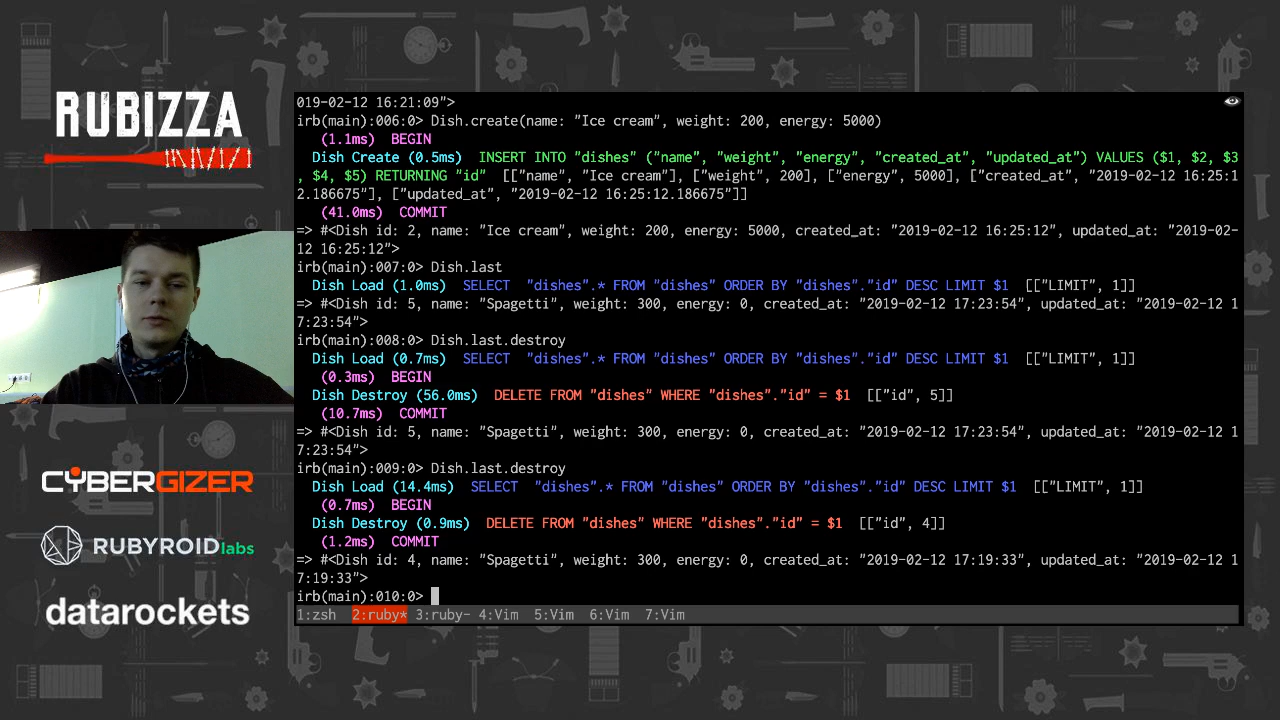 RUBIZZA
CYBERGIZER
RUBYROID labs
datarockets
019-02-12 16:21:09">
irb(main):006:0> Dish.create(name: "Ice cream", weight: 200, energy: 5000)
(1.1ms)  BEGIN
Dish Create (0.5ms)  INSERT INTO "dishes" ("name", "weight", "energy", "created_at", "updated_at") VALUES ($1, $2, $3
, $4, $5) RETURNING "id"  [["name", "Ice cream"], ["weight", 200], ["energy", 5000], ["created_at", "2019-02-12 16:25:1
2.186675"], ["updated_at", "2019-02-12 16:25:12.186675"]]
(41.0ms)  COMMIT
=> #<Dish id: 2, name: "Ice cream", weight: 200, energy: 5000, created_at: "2019-02-12 16:25:12", updated_at: "2019-02-
12 16:25:12">
irb(main):007:0> Dish.last
Dish Load (1.0ms)  SELECT  "dishes".* FROM "dishes" ORDER BY "dishes"."id" DESC LIMIT $1  [["LIMIT", 1]]
=> #<Dish id: 5, name: "Spagetti", weight: 300, energy: 0, created_at: "2019-02-12 17:23:54", updated_at: "2019-02-12 1
7:23:54">
irb(main):008:0> Dish.last.destroy
Dish Load (0.7ms)  SELECT  "dishes".* FROM "dishes" ORDER BY "dishes"."id" DESC LIMIT $1  [["LIMIT", 1]]
(0.3ms)  BEGIN
Dish Destroy (56.0ms)  DELETE FROM "dishes" WHERE "dishes"."id" = $1  [["id", 5]]
(10.7ms)  COMMIT
=> #<Dish id: 5, name: "Spagetti", weight: 300, energy: 0, created_at: "2019-02-12 17:23:54", updated_at: "2019-02-12 1
7:23:54">
irb(main):009:0> Dish.last.destroy
Dish Load (14.4ms)  SELECT  "dishes".* FROM "dishes" ORDER BY "dishes"."id" DESC LIMIT $1  [["LIMIT", 1]]
(0.7ms)  BEGIN
Dish Destroy (0.9ms)  DELETE FROM "dishes" WHERE "dishes"."id" = $1  [["id", 4]]
(1.2ms)  COMMIT
=> #<Dish id: 4, name: "Spagetti", weight: 300, energy: 0, created_at: "2019-02-12 17:19:33", updated_at: "2019-02-12 1
7:19:33">
irb(main):010:0>
1:zsh  2:ruby* 3:ruby- 4:Vim  5:Vim  6:Vim  7:Vim